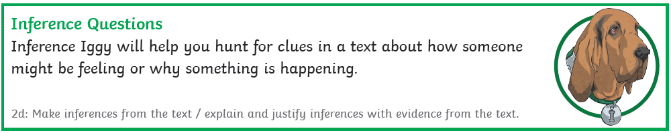 Inference Questions
Inference Iggy will help you hunt for clues in a text about how someone
might be feeling or why something is happening.
2d: Make inferences from the text / explain and justify inferences with evidence from the text.
I